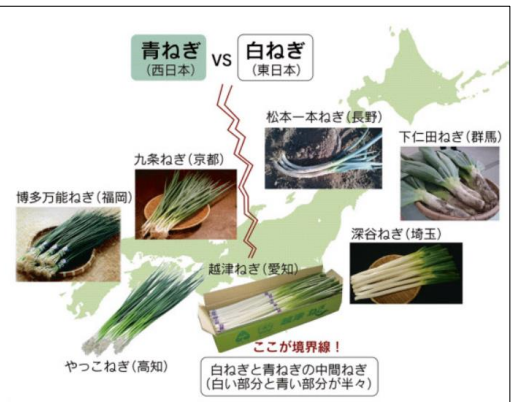 青ねぎ
(西日本)
VS
白ねぎ
(東日本)
松本一本ねぎ(長野)
下仁田ねぎ(群馬)
九条ねぎ(京都)
博多万能ねぎ(福岡)
深谷ねぎ(埼玉)
越津ねぎ(愛知)
やっこねぎ(高知)
ここが境界線!
白ねぎと青ねぎの中間ねぎ
(白い部分と青い部分が半々)